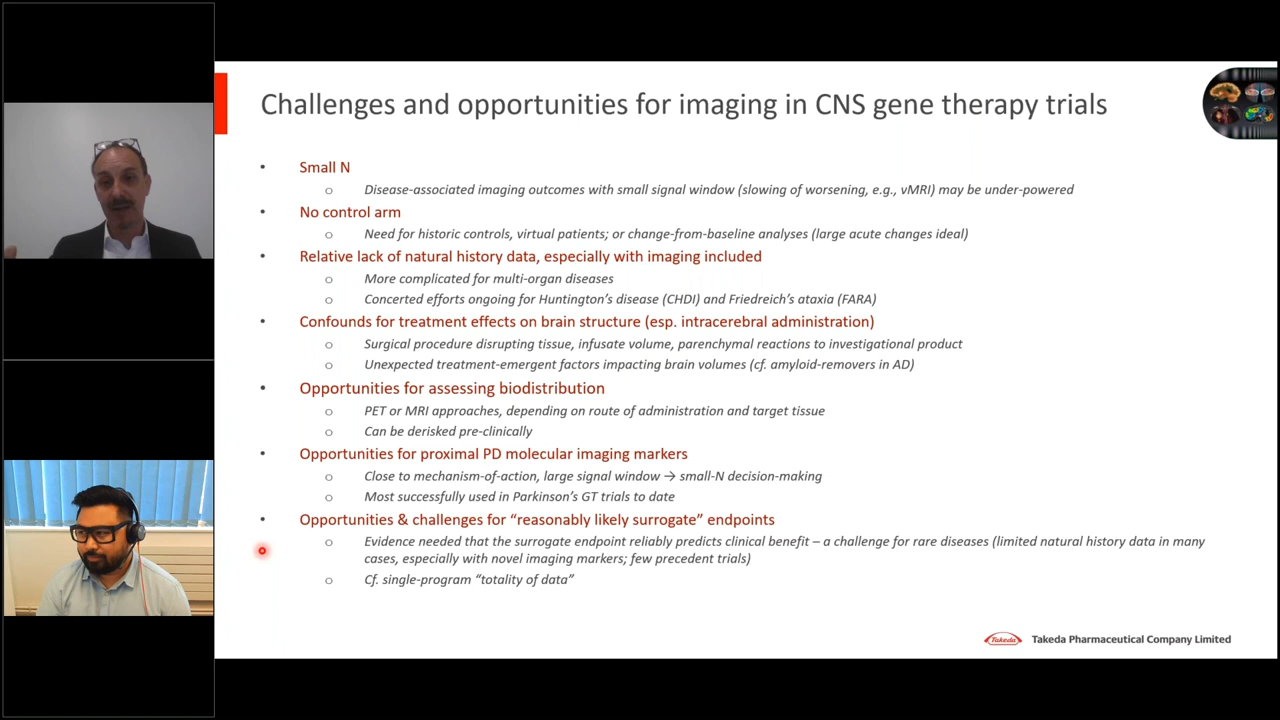 Challenges and opportunities for imaging in CNS gene therapy trials
• Small N
o Disease-associated imaging outcomes with small signal window (slowing of worsening, e.g., vMRI) may be under-powered
• No control arm
o Need for historic controls, virtual patients; or change-from-baseline analyses (large acute changes ideal)
• Relative lack of natural history data, especially with imaging included
o More complicated for multi-organ diseases
o Concerted efforts ongoing for Huntington's disease (CHDI) and Friedreich's ataxia (FARA)
• Confounds for treatment effects on brain structure (esp. intracerebral administration)
o Surgical procedure disrupting tissue, infusate volume, parenchymal reactions to investigational product
o Unexpected treatment-emergent factors impacting brain volumes (cf. amyloid-removers in AD)
• Opportunities for assessing biodistribution
o PET or MRI approaches, depending on route of administration and target tissue
o Can be derisked pre-clinically
• Opportunities for proximal PD molecular imaging markers
o Close to mechanism-of-action, large signal window → small-N decision-making
o Most successfully used in Parkinson's GT trials to date
• Opportunities & challenges for “reasonably likely surrogate” endpoints
o Evidence needed that the surrogate endpoint reliably predicts clinical benefit – a challenge for rare diseases (limited natural history data in many
cases, especially with novel imaging markers; few precedent trials)
o Cf. single-program “totality of data”
Takeda Takeda Pharmaceutical Company Limited